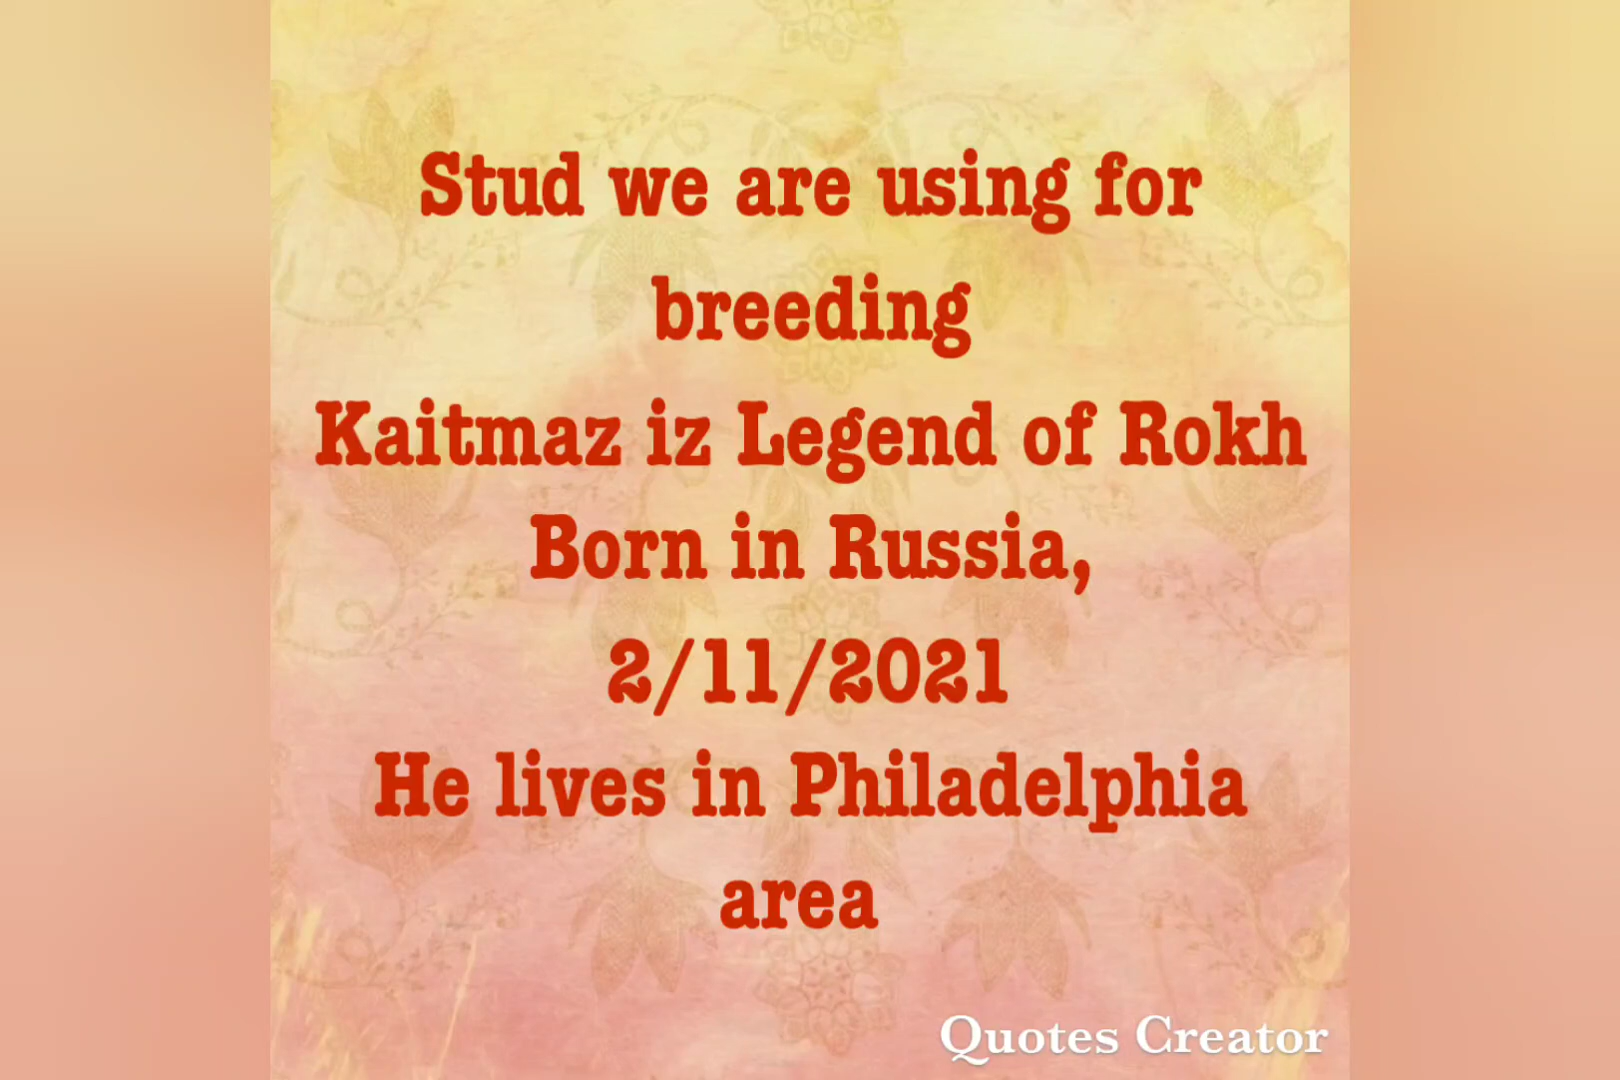 Stud we are using for
breeding
Kaitmaz iz Legend of Rokh
Born in Russia,
2/11/2021
He lives in Philadelphia
area
Quotes Creator